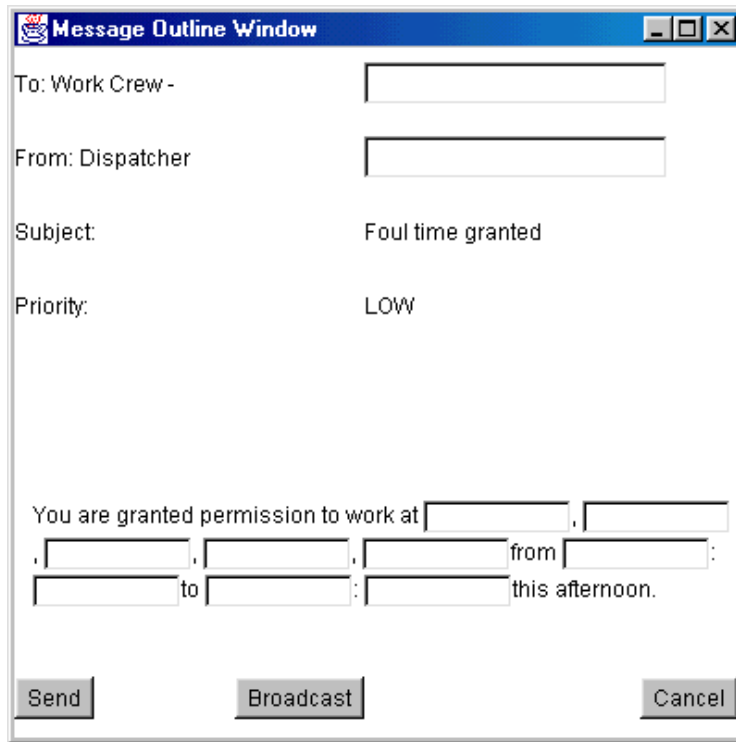 Message Outline Window
To: Work Crew -
From: Dispatcher
Subject: Foul time granted
Priority: LOW
You are granted permission to work at ,
, , , from :
to : this afternoon.
Send Broadcast Cancel